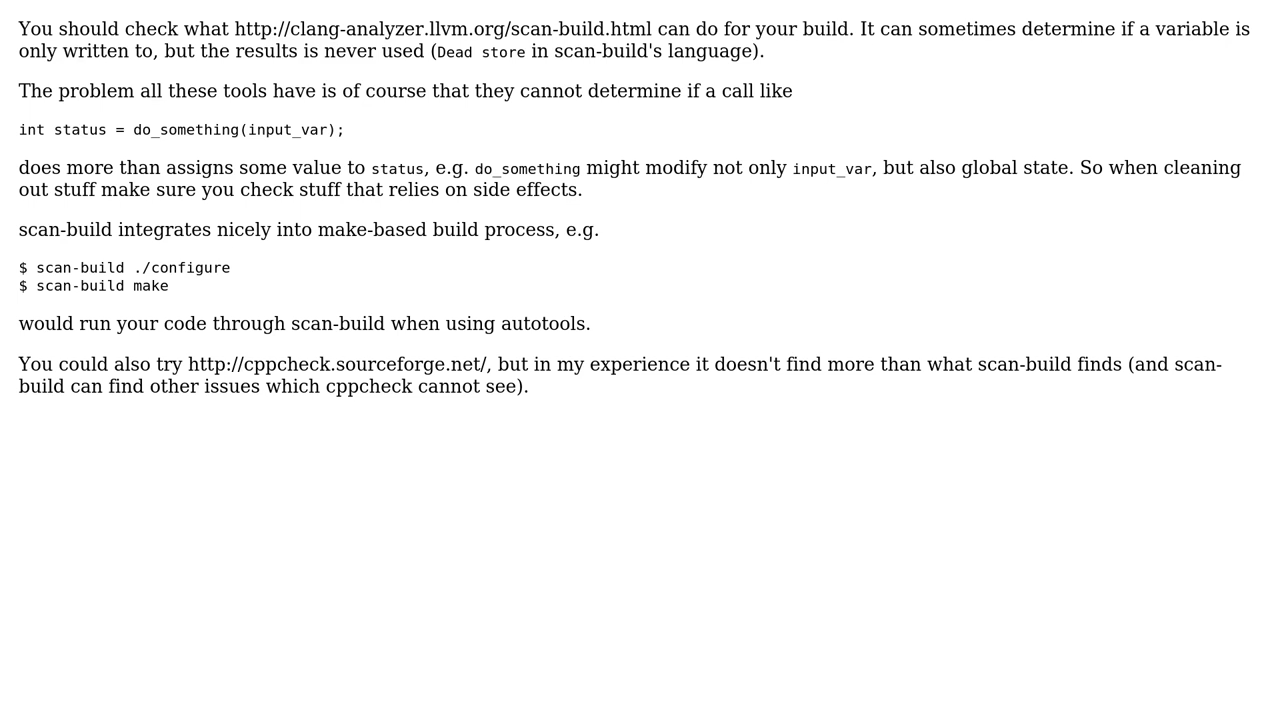 You should check what http://clang-analyzer.llvm.org/scan-build.html can do for your build. It can sometimes determine if a variable is
only written to, but the results is never used (Dead store in scan-build's language).
The problem all these tools have is of course that they cannot determine if a call like
int status = do_something(input_var);
does more than assigns some value to status, e.g. do_something might modify not only input_var, but also global state. So when cleaning
out stuff make sure you check stuff that relies on side effects.
scan-build integrates nicely into make-based build process, e.g.
$ scan-build ./configure
$ scan-build make
would run your code through scan-build when using autotools.
You could also try http://cppcheck.sourceforge.net/, but in my experience it doesn't find more than what scan-build finds (and scan-
build can find other issues which cppcheck cannot see).